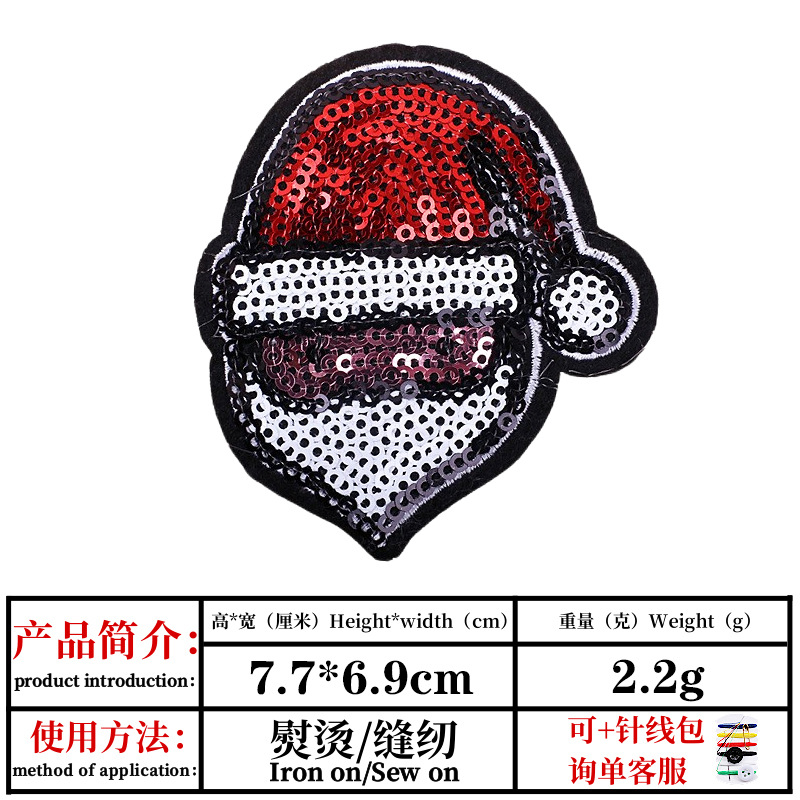 产品简介：
product introduction：
高*宽（厘米）Height*width（cm）
重量（克）Weight（g）
7.7*6.9cm
2.2g
使用方法：
method of application：
熨烫/缝纫
Iron on/Sew on
可+针线包
询单客服